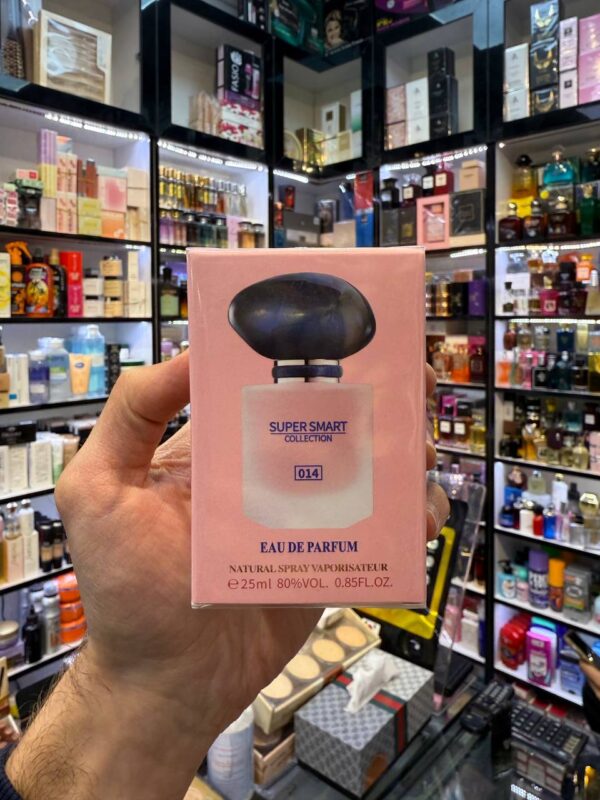 SUPER SMART
COLLECTION
014
EAU DE PARFUM
NATURAL SPRAY VAPORISATEUR
℮25ml 80%VOL. 0.85FL.OZ.